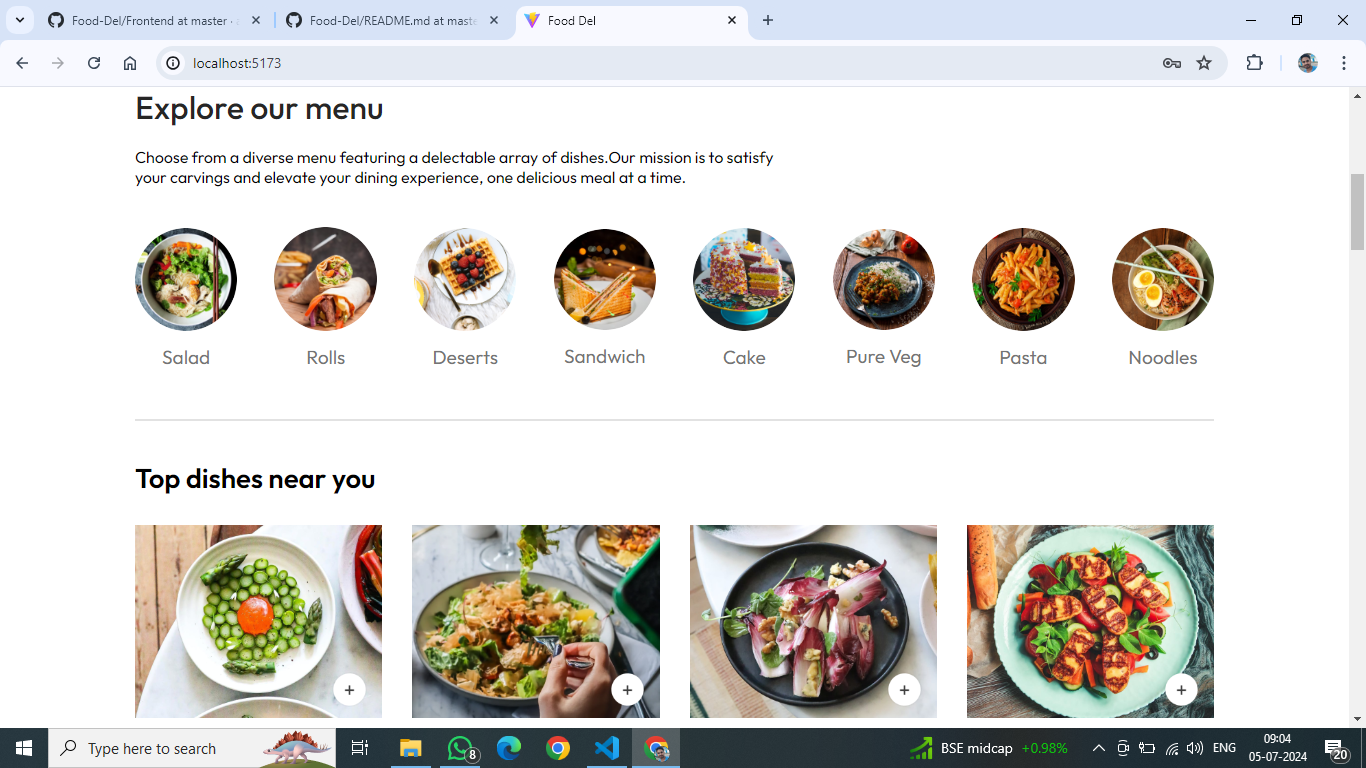 Food-Del/Frontend at master ·
Food-Del/README.md at maste
Food Del
localhost:5173
Explore our menu
Choose from a diverse menu featuring a delectable array of dishes.Our mission is to satisfy
your carvings and elevate your dining experience, one delicious meal at a time.
Salad
Rolls
Deserts
Sandwich
Cake
Pure Veg
Pasta
Noodles
Top dishes near you
Type here to search
8
BSE midcap +0.98%
ENG
09:04
05-07-2024
20